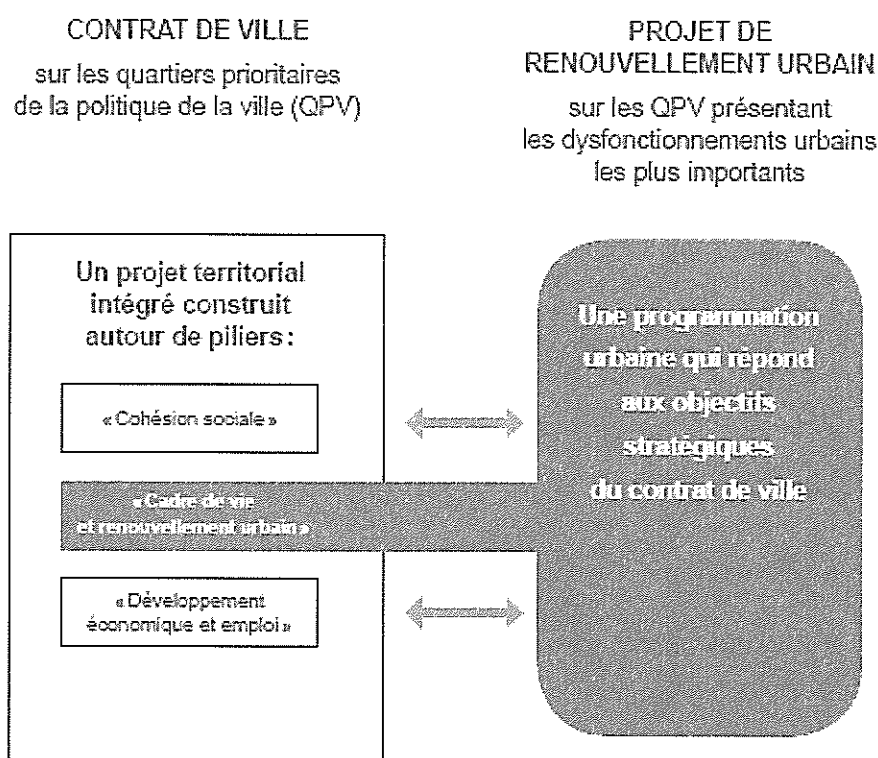 CONTRAT DE VILLE
sur les quartiers prioritaires
de la politique de la ville (QPV)
PROJET DE
RENOUVELLEMENT URBAIN
sur les QPV présentant
les dysfonctionnements urbains
les plus importants
Un projet territorial
intégré construit
autour de piliers :
« Cohésion sociale »
« Cadre de vie
et renouvellement urbain »
« Développement
économique et emploi »
Une programmation
urbaine qui répond
aux objectifs
stratégiques
du contrat de ville